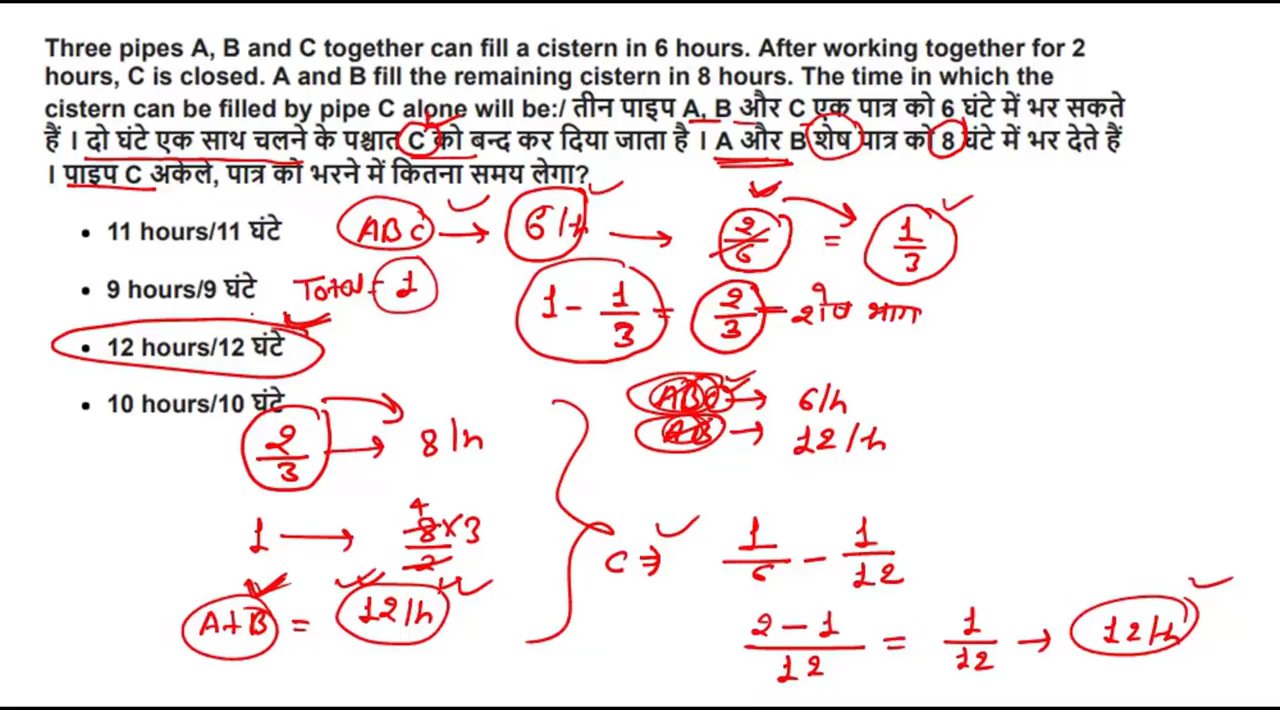 Three pipes A, B and C together can fill a cistern in 6 hours. After working together for 2
hours, C is closed. A and B fill the remaining cistern in 8 hours. The time in which the
cistern can be filled by pipe C alone will be:/ तीन पाइप A, B और C एक पात्र को 6 घंटे में भर सकते
हैं । दो घंटे एक साथ चलने के पश्चात C को बन्द कर दिया जाता है । A और B शेष पात्र को 8 घंटे में भर देते हैं
। पाइप C अकेले, पात्र को भरने में कितना समय लेगा?
• 11 hours/11 घंटे
• 9 hours/9 घंटे
• 12 hours/12 घंटे
• 10 hours/10 घंटे
ABC → 6/h → 2/6 = 1/3
Total = 1
1 - 1/3 = 2/3 = शेष भाग
ABC → 6/h
AB → 12/h
2/3 → 8/h
1 → 8×3/2
4
A+B = 12/h
C ⇒ 1/6 - 1/12
2-1/12 = 1/12 → 12/h